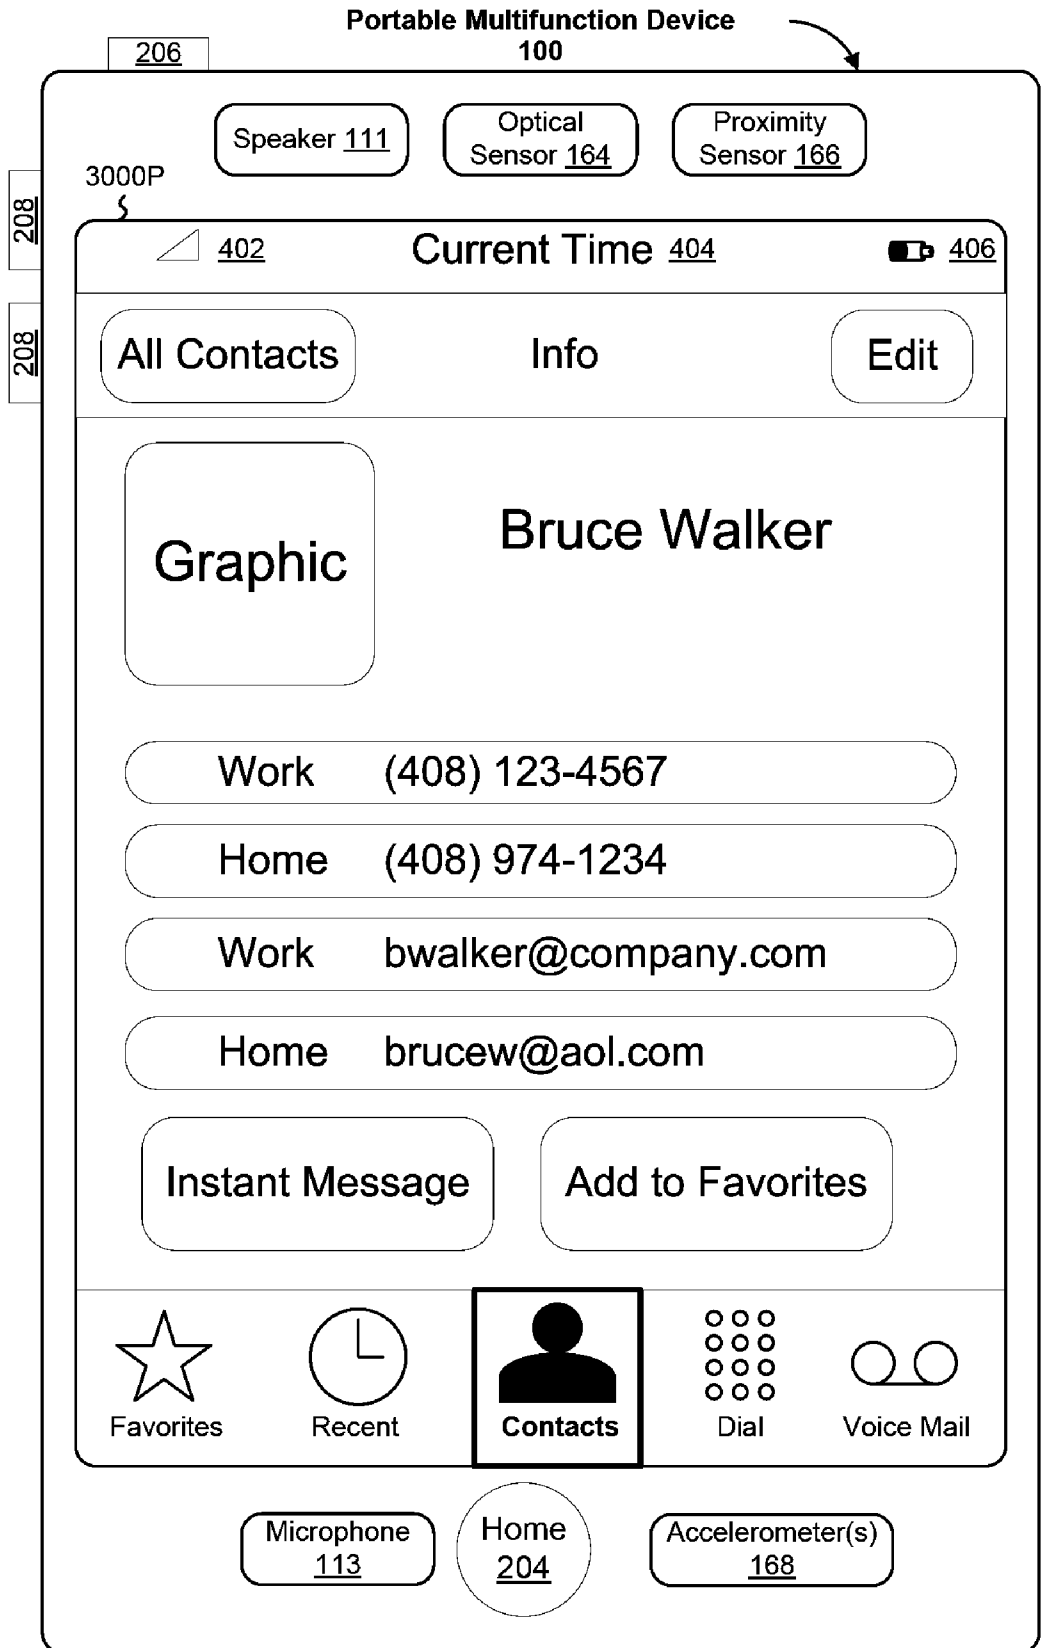 Portable Multifunction Device
100
206
Speaker 111
Optical
Sensor 164
Proximity
Sensor 166
3000P
208
208
402
Current Time 404
406
All Contacts
Info
Edit
Graphic
Bruce Walker
Work (408) 123-4567
Home (408) 974-1234
Work bwalker@company.com
Home brucew@aol.com
Instant Message
Add to Favorites
Favorites
Recent
Contacts
Dial
Voice Mail
Microphone
113
Home
204
Accelerometer(s)
168